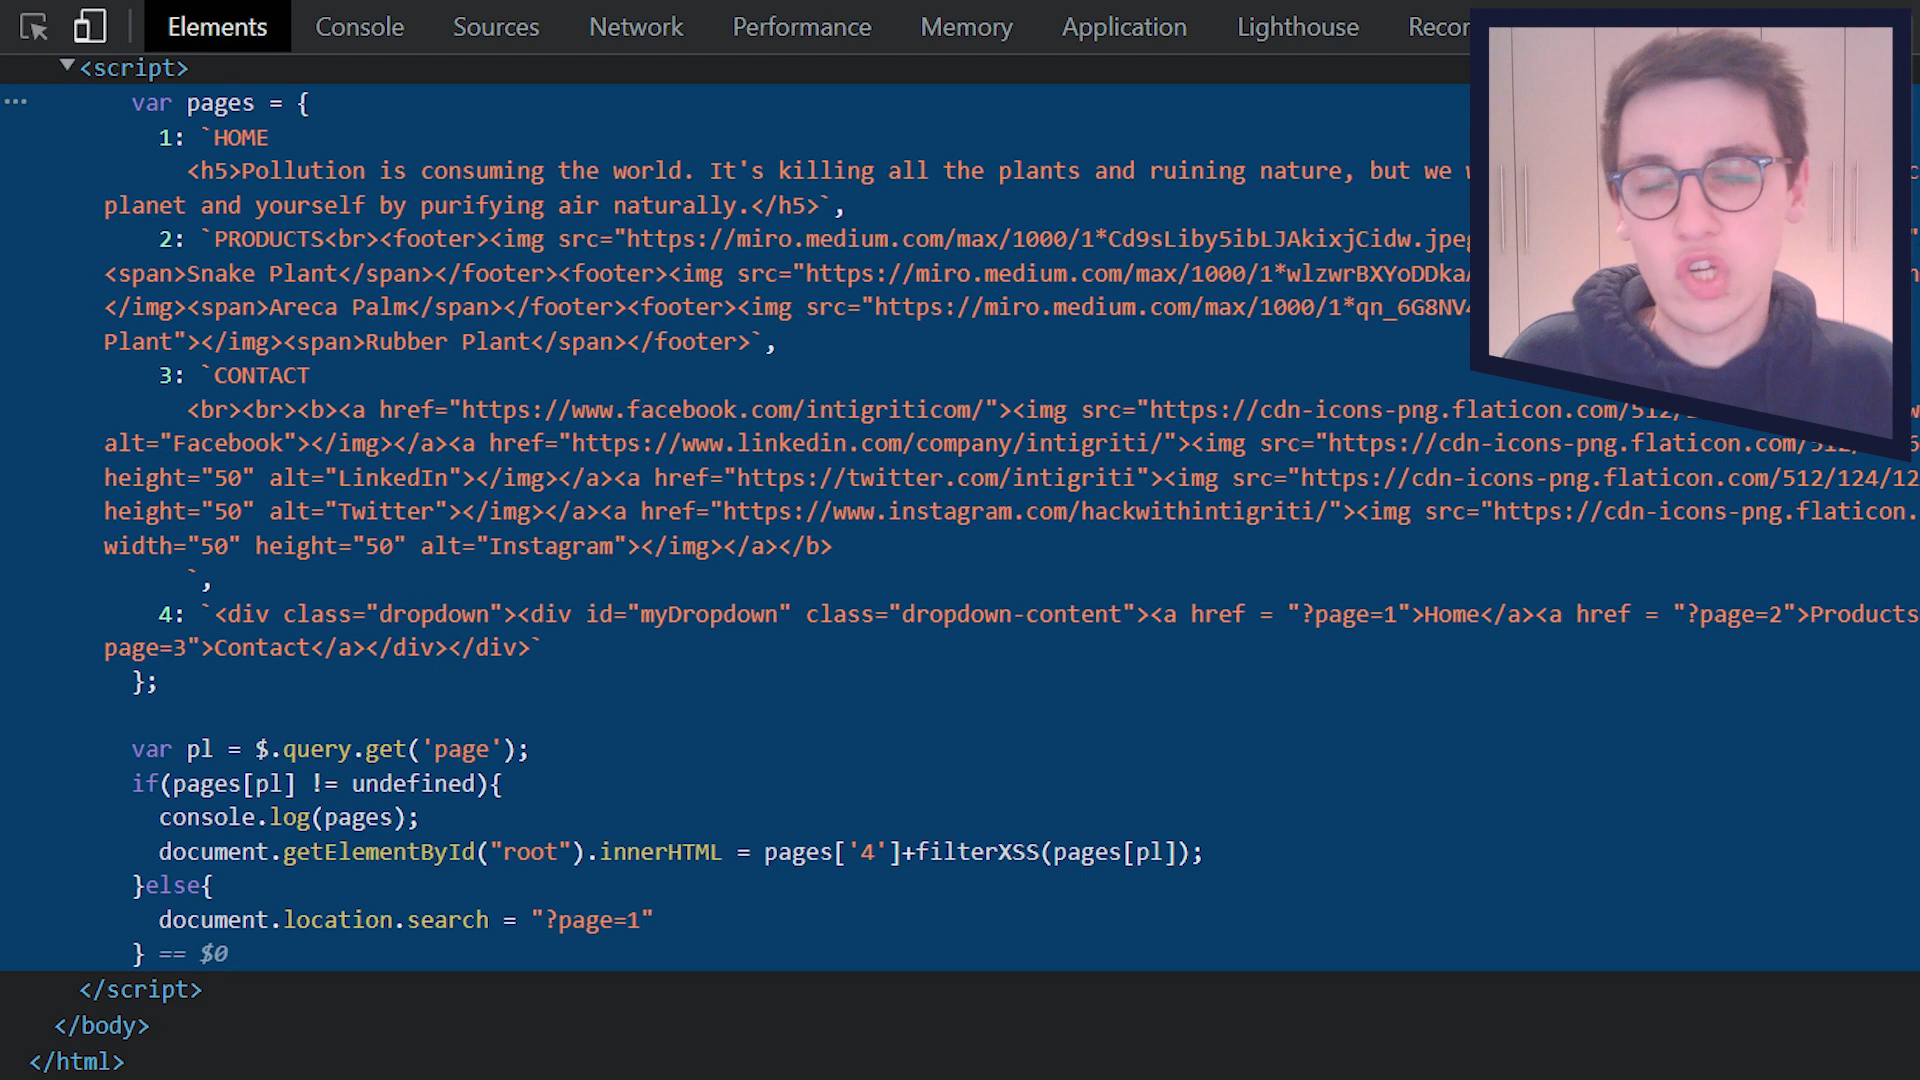 Elements Console Sources Network Performance Memory Application Lighthouse
<script>
var pages = {
1: `HOME
<h5>Pollution is consuming the world. It's killing all the plants and ruining nature, but we
planet and yourself by purifying air naturally.</h5>`,
2: `PRODUCTS<br><footer><img src="https://miro.medium.com/max/1000/1*Cd9sLiby5ibLJAkixjCidw.jpeg
<span>Snake Plant</span></footer><footer><img src="https://miro.medium.com/max/1000/1*wlzwrBXYoDDka
</img><span>Areca Palm</span></footer><footer><img src="https://miro.medium.com/max/1000/1*qn_6G8NV
Plant"></img><span>Rubber Plant</span></footer>`,
3: `CONTACT
<br><br><b><a href="https://www.facebook.com/intigriticom/"><img src="https://cdn-icons-png.flaticon.com/512/
alt="Facebook"></img></a><a href="https://www.linkedin.com/company/intigriti/"><img src="https://cdn-icons-png.flaticon.com/512/
height="50" alt="LinkedIn"></img></a><a href="https://twitter.com/intigriti"><img src="https://cdn-icons-png.flaticon.com/512/124/12
height="50" alt="Twitter"></img></a><a href="https://www.instagram.com/hackwithintigriti/"><img src="https://cdn-icons-png.flaticon.
width="50" height="50" alt="Instagram"></img></a></b>
`,
4: `<div class="dropdown"><div id="myDropdown" class="dropdown-content"><a href = "?page=1">Home</a><a href = "?page=2">Products
page=3">Contact</a></div></div>`
};
var pl = $.query.get('page');
if(pages[pl] != undefined){
console.log(pages);
document.getElementById("root").innerHTML = pages['4']+filterXSS(pages[pl]);
}else{
document.location.search = "?page=1"
} == $0
</script>
</body>
</html>